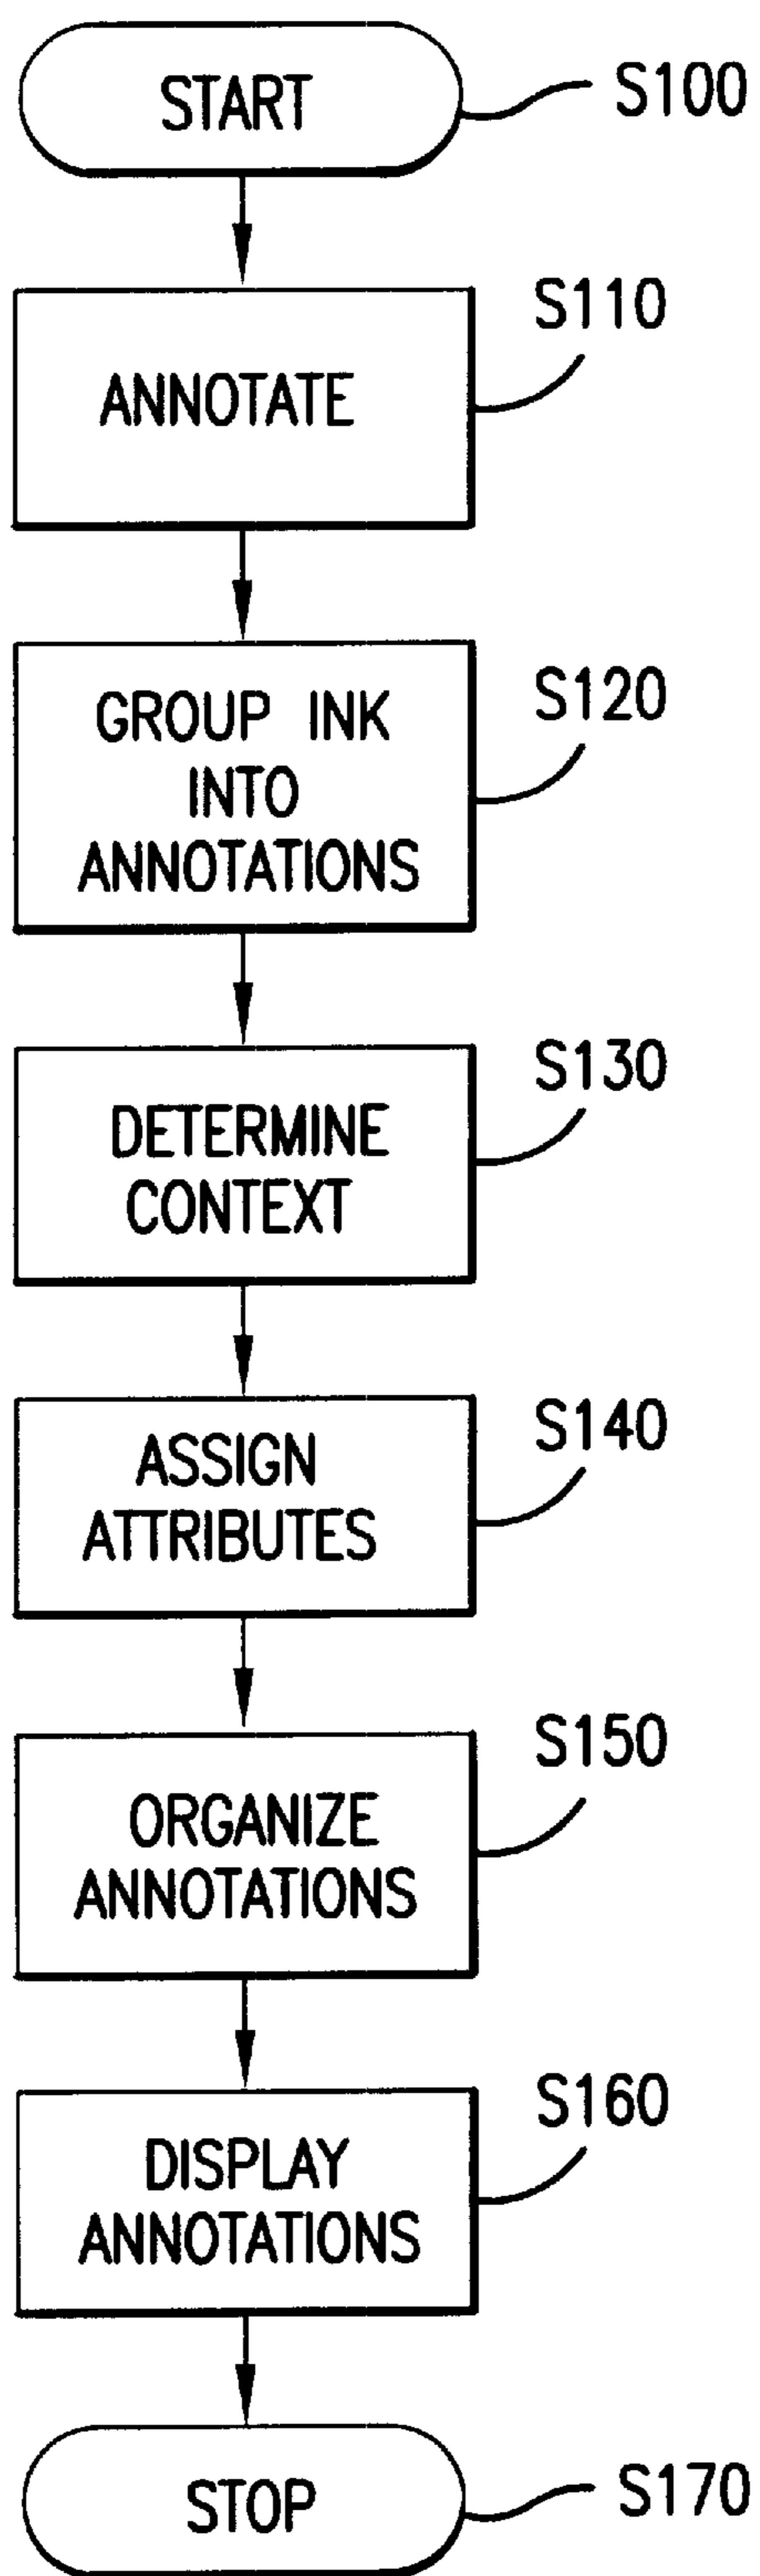 START
S100
ANNOTATE
S110
GROUP INK
INTO
ANNOTATIONS
S120
DETERMINE
CONTEXT
S130
ASSIGN
ATTRIBUTES
S140
ORGANIZE
ANNOTATIONS
S150
DISPLAY
ANNOTATIONS
S160
STOP
S170